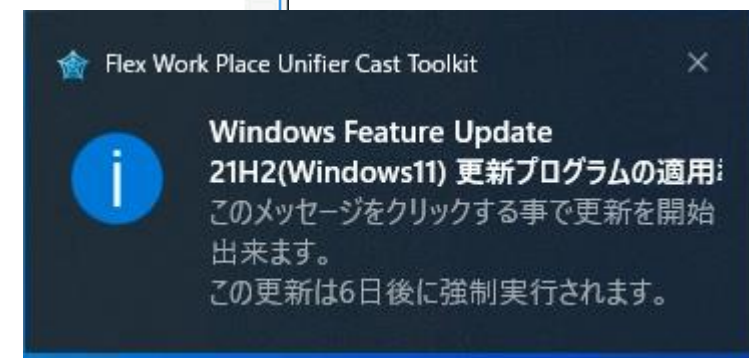 Flex Work Place Unifier Cast Toolkit
Windows Feature Update
21H2(Windows11) 更新プログラムの適用
このメッセージをクリックする事で更新を開始
出来ます。
この更新は6日後に強制実行されます。